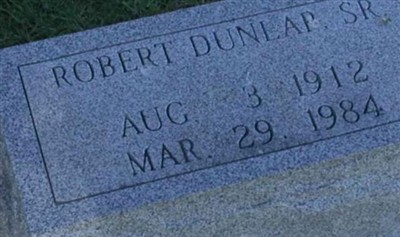 ROBERT DUNLAP, SR.
AUG. 3 1912
MAR. 29. 1984